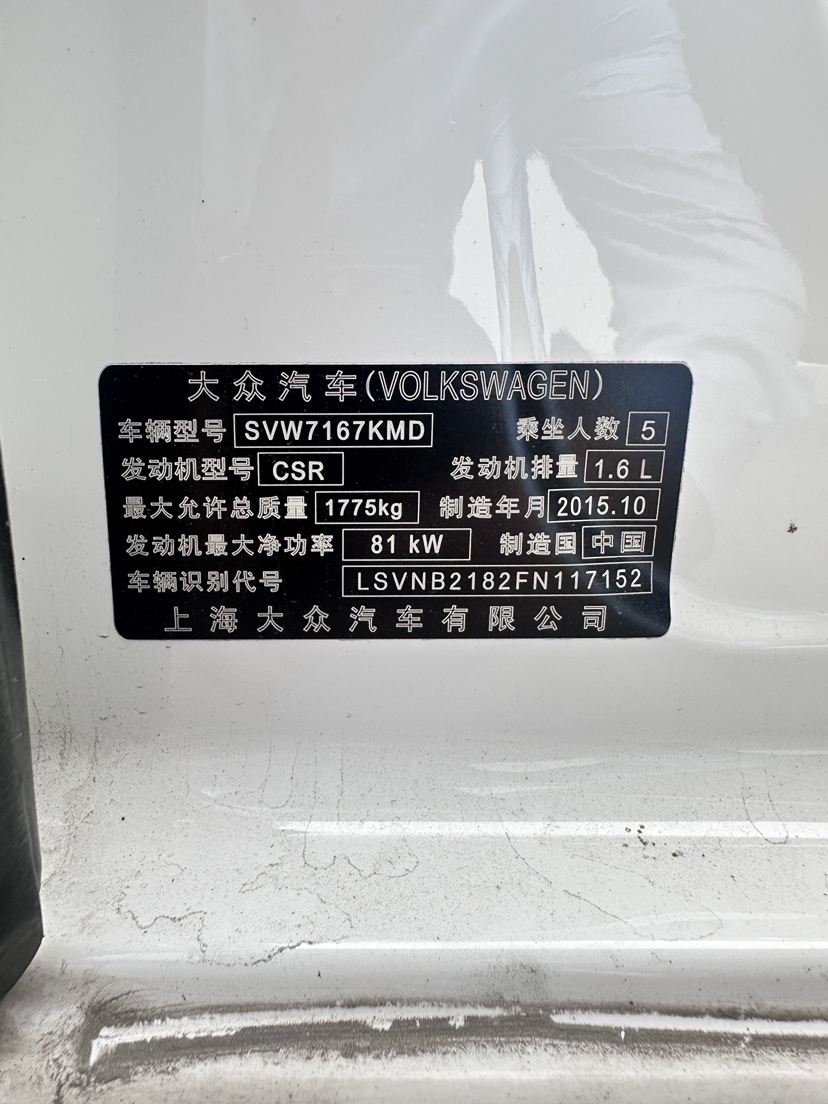 大众汽车(VOLKSWAGEN)
车辆型号 SVW7167KMD 乘坐人数 5
发动机型号 CSR 发动机排量 1.6 L
最大允许总质量 1775kg 制造年月 2015.10
发动机最大净功率 81 kW 制造国 中国
车辆识别代号 LSVNB2182FN117152
上海大众汽车有限公司